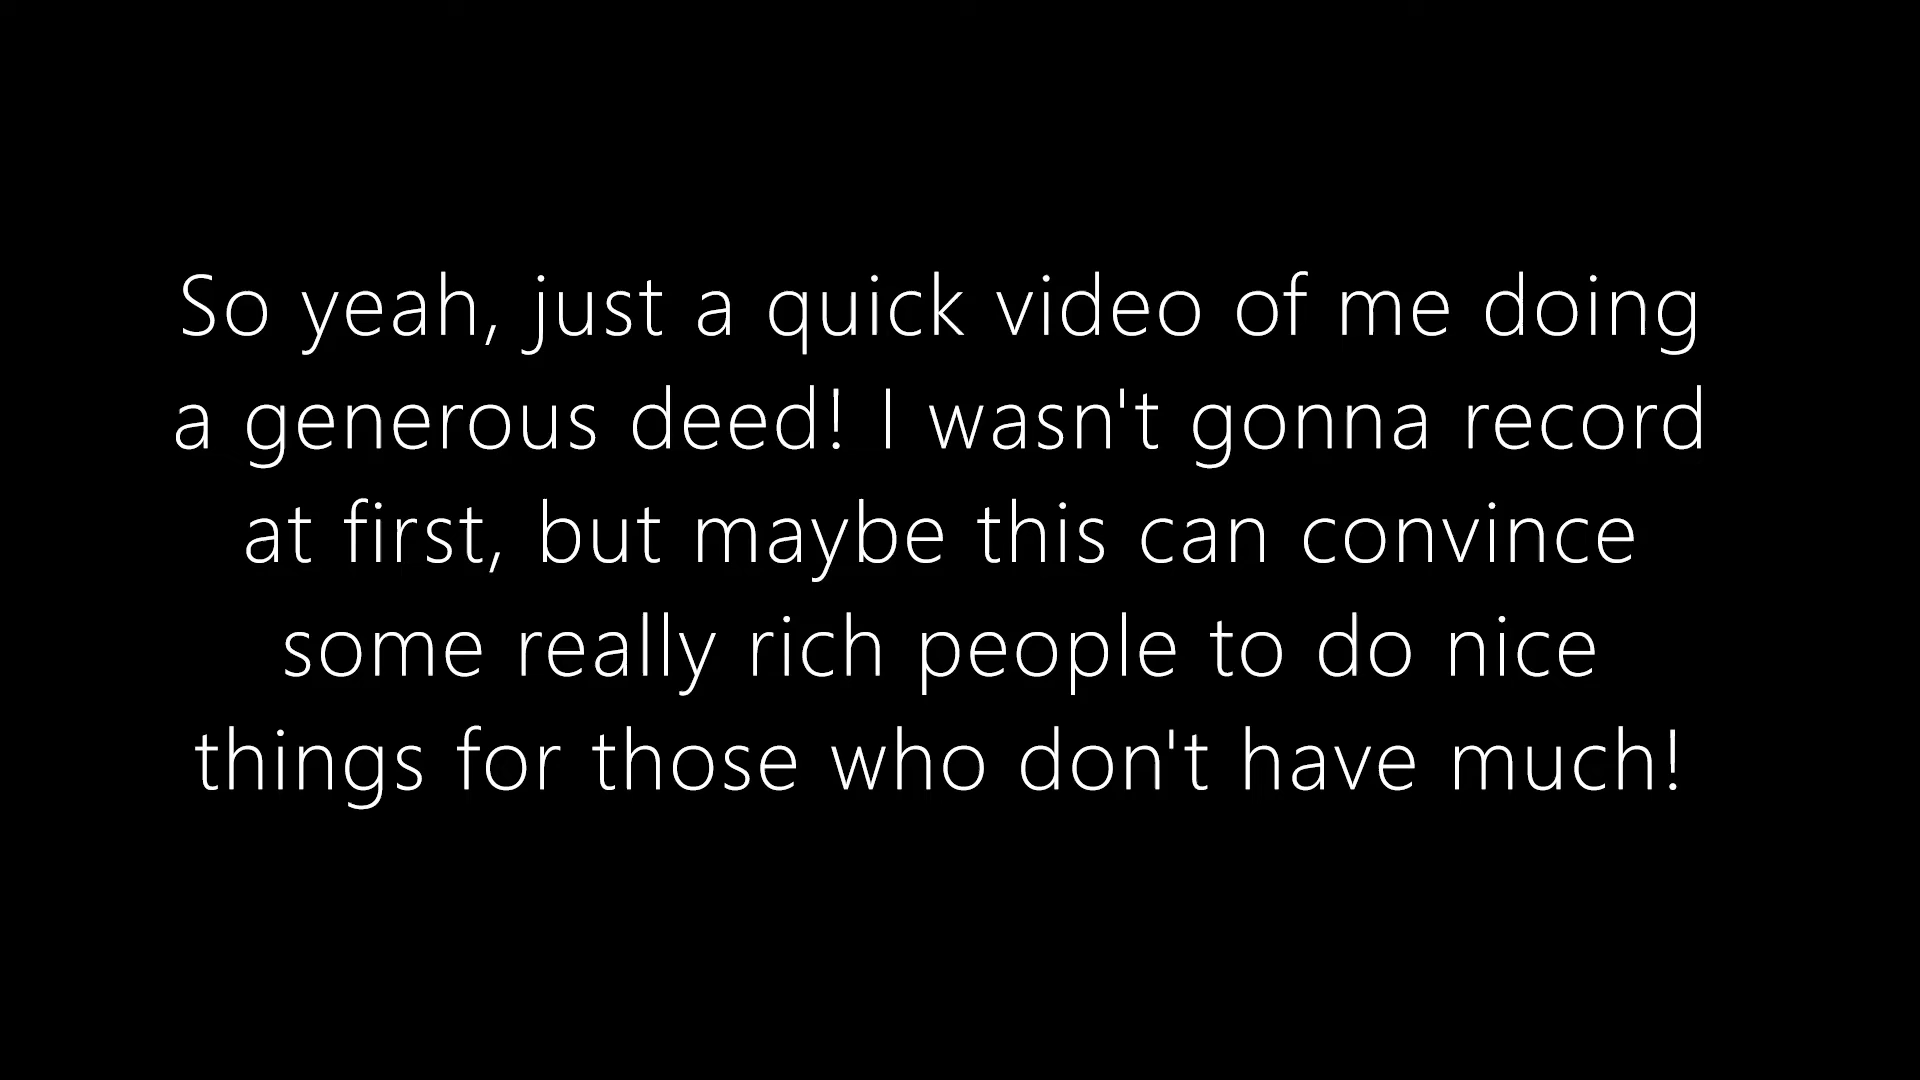 So yeah, just a quick video of me doing
a generous deed! I wasn't gonna record
at first, but maybe this can convince
some really rich people to do nice
things for those who don't have much!